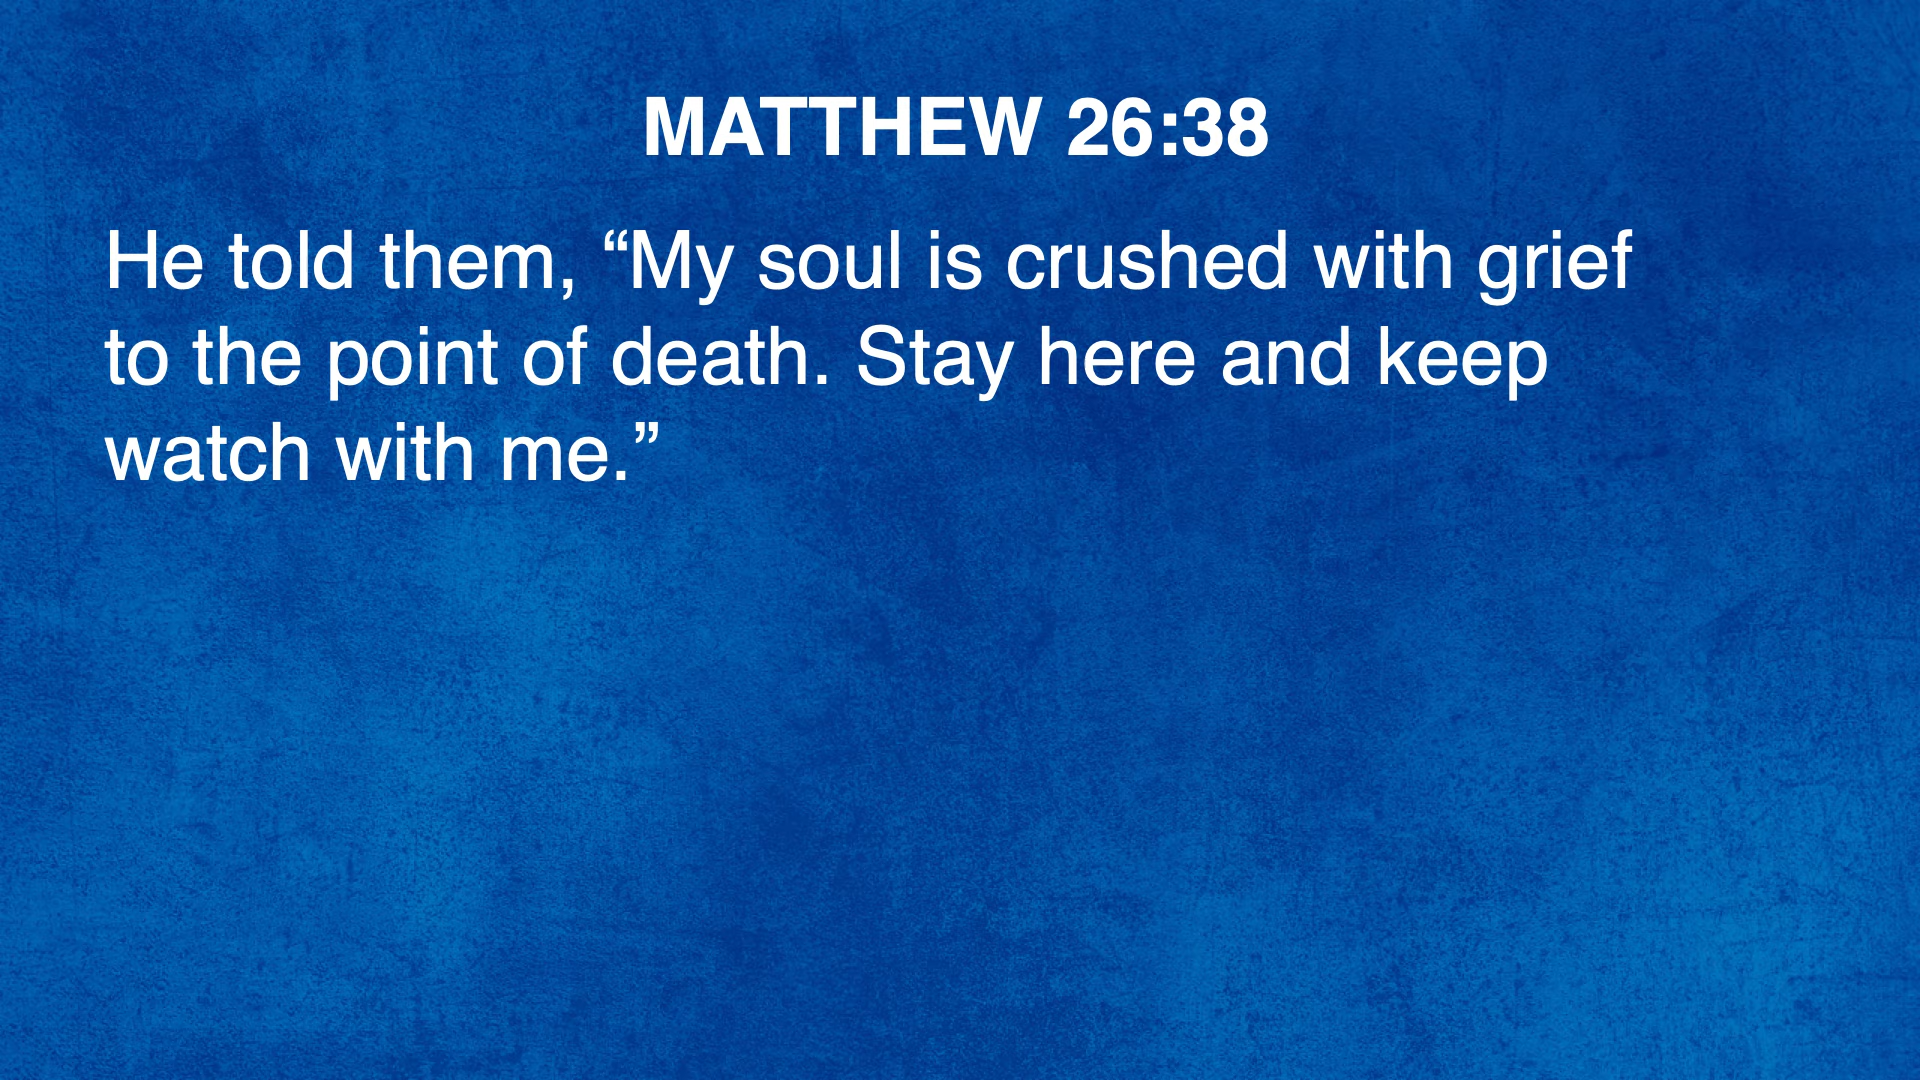 MATTHEW 26:38
He told them, “My soul is crushed with grief
to the point of death. Stay here and keep
watch with me.”